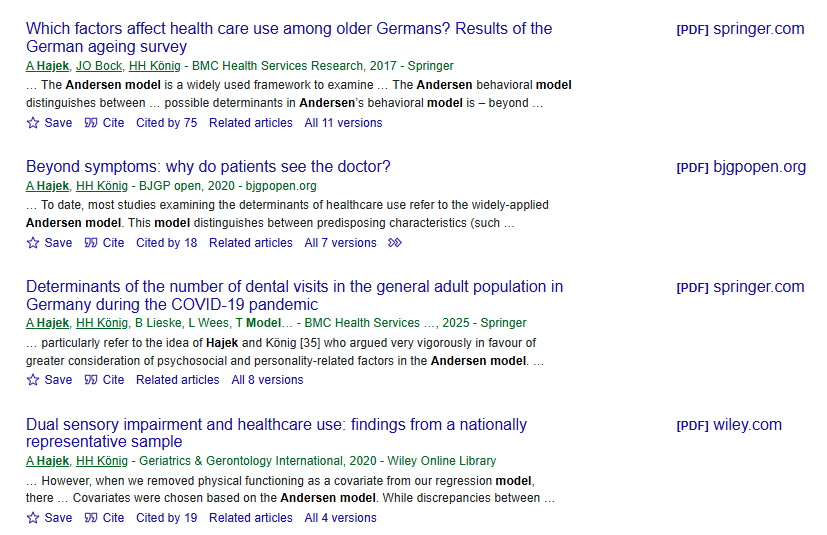 Which factors affect health care use among older Germans? Results of the
German ageing survey
[PDF] springer.com
A Hajek, JO Bock, HH König - BMC Health Services Research, 2017 - Springer
… The Andersen model is a widely used framework to examine … The Andersen behavioral model
distinguishes between … possible determinants in Andersen's behavioral model is – beyond …
Save Cite Cited by 75 Related articles All 11 versions
Beyond symptoms: why do patients see the doctor?
[PDF] bjgpopen.org
A Hajek, HH König - BJGP open, 2020 - bjgpopen.org
… To date, most studies examining the determinants of healthcare use refer to the widely-applied
Andersen model. This model distinguishes between predisposing characteristics (such …
Save Cite Cited by 18 Related articles All 7 versions
Determinants of the number of dental visits in the general adult population in
Germany during the COVID-19 pandemic
[PDF] springer.com
A Hajek, HH König, B Lieske, L Wees, T Model… - BMC Health Services …, 2025 - Springer
… particularly refer to the idea of Hajek and König [35] who argued very vigorously in favour of
greater consideration of psychosocial and personality-related factors in the Andersen model. …
Save Cite Related articles All 8 versions
Dual sensory impairment and healthcare use: findings from a nationally
representative sample
[PDF] wiley.com
A Hajek, HH König - Geriatrics & Gerontology International, 2020 - Wiley Online Library
… However, when we removed physical functioning as a covariate from our regression model,
there … Covariates were chosen based on the Andersen model. While discrepancies between …
Save Cite Cited by 19 Related articles All 4 versions